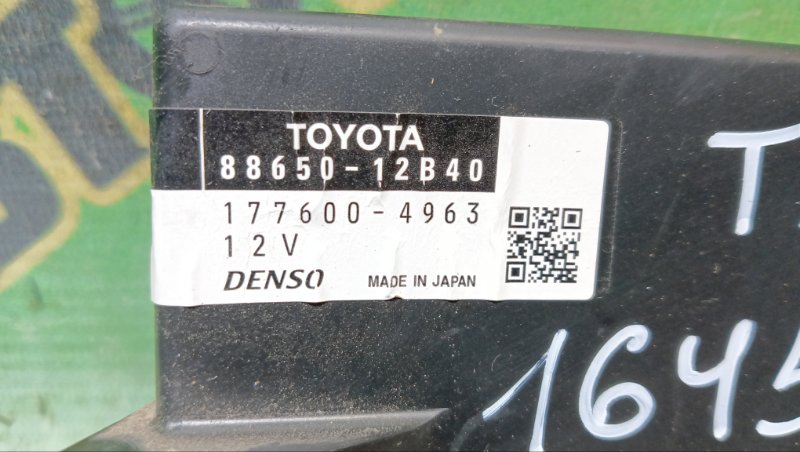 TOYOTA
88650-12B40
177600-4963
12V
DENSO MADE IN JAPAN
T
1645